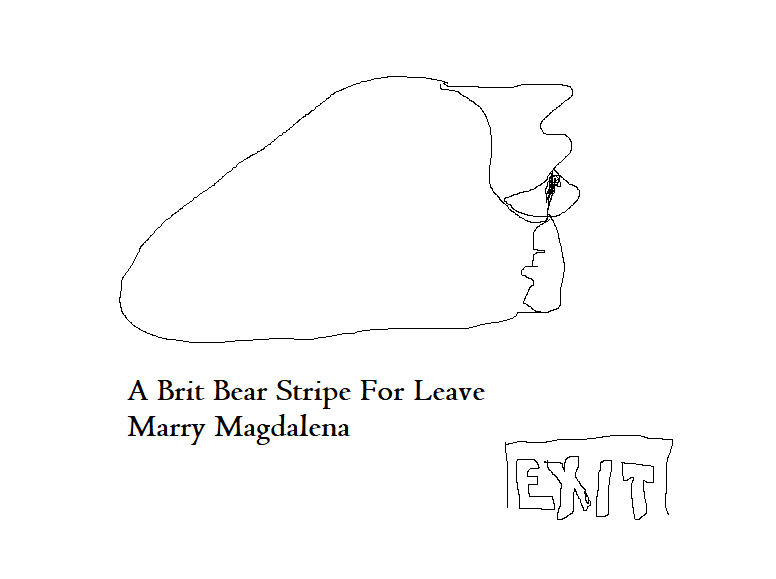 A Brit Bear Stripe For Leave
Marry Magdalena
EXIT